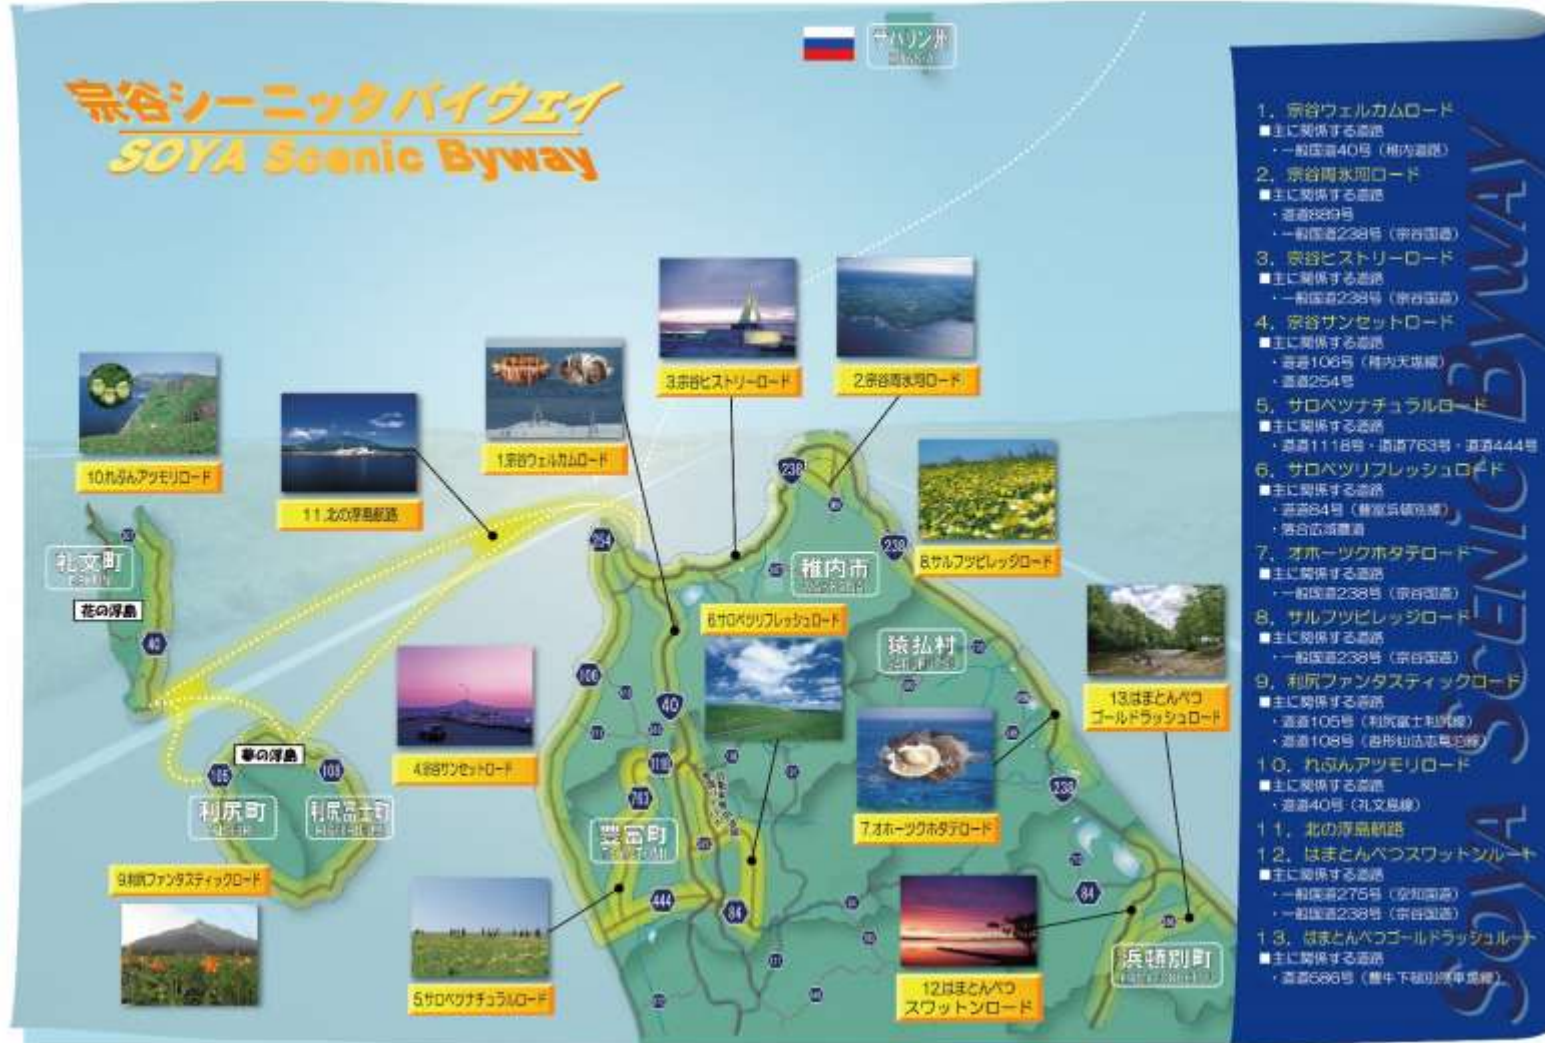 宗谷シーニックバイウェイ
SOYA Scenic Byway
サハリン州
10.れぶんアツモリロード
11.北の浮島航路
1.宗谷ウェルカムロード
3.宗谷ヒストリーロード
2.宗谷周氷河ロード
8.サルフツビレッジロード
礼文町
花の浮島
40
254
238
238
稚内市
猿払村
6.サロベツリフレッシュロード
13.はまとんべつ
ゴールドラッシュロード
106
40
4.宗谷サンセットロード
夢の浮島
105
108
利尻町
利尻富士町
763
豊富町
7.オホーツクホタテロード
238
9.利尻ファンタスティックロード
444
84
84
浜頓別町
5.サロベツナチュラルロード
12.はまとんべつ
スワットンロード
1. 宗谷ウェルカムロード
■主に関係する道路
・一般国道40号(稚内道路)
2. 宗谷周氷河ロード
■主に関係する道路
・道道889号
・一般国道238号(宗谷国道)
3. 宗谷ヒストリーロード
■主に関係する道路
・一般国道238号(宗谷国道)
4. 宗谷サンセットロード
■主に関係する道路
・道道106号(稚内天塩線)
・道道254号
5. サロベツナチュラルロード
■主に関係する道路
・道道1118号・道道763号・道道444号
6. サロベツリフレッシュロード
■主に関係する道路
・道道84号(豊富浜頓別線)
・落合広域農道
7. オホーツクホタテロード
■主に関係する道路
・一般国道238号(宗谷国道)
8. サルフツビレッジロード
■主に関係する道路
・一般国道238号(宗谷国道)
9. 利尻ファンタスティックロード
■主に関係する道路
・道道105号(利尻富士利尻線)
・道道108号
10. れぶんアツモリロード
■主に関係する道路
・道道40号(礼文島線)
11. 北の浮島航路
12. はまとんべつスワットンルート
■主に関係する道路
・一般国道275号(空知国道)
・一般国道238号(宗谷国道)
13. はまとんべつゴールドラッシュルート
■主に関係する道路
・道道586号
SOYA SCENIC BYWAY